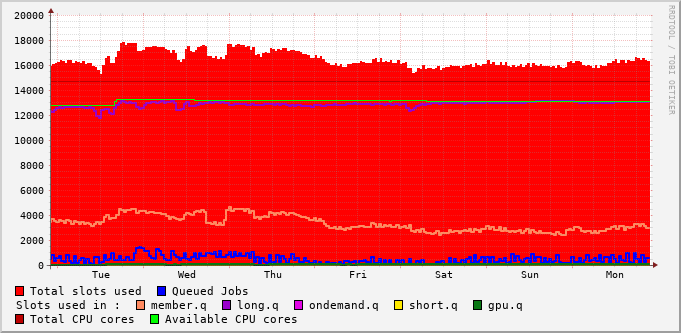 20000
18000
16000
14000
12000
10000
8000
6000
4000
2000
0
Tue Wed Thu Fri Sat Sun Mon
RRDTOOL / TOBI OETIKER
Total slots used Queued Jobs
Slots used in : member.q long.q ondemand.q short.q gpu.q
Total CPU cores Available CPU cores